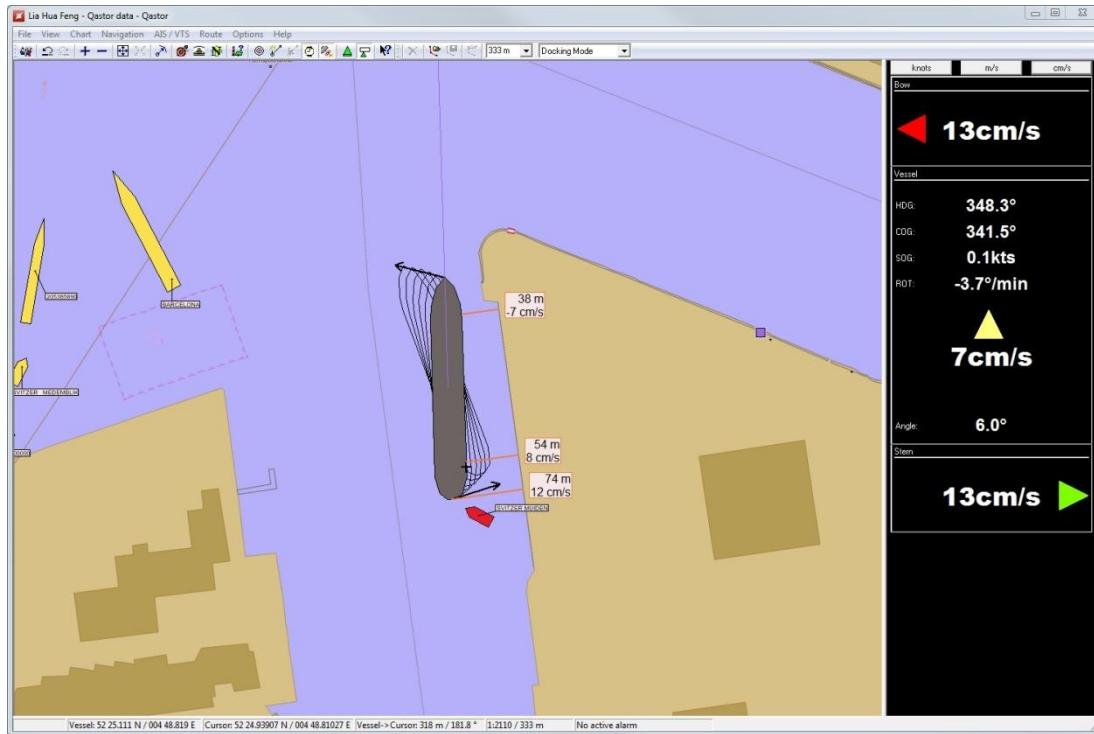 Lia Hua Feng - Qastor data - Qastor
File View Chart Navigation AIS / VTS Route Options Help
333 m Docking Mode
knots m/s cm/s
Bow
13cm/s
Vessel
HDG: 348.3°
COG: 341.5°
SOG: 0.1kts
ROT: -3.7°/min
7cm/s
Angle: 6.0°
Stern
13cm/s
BARCELONA
SVITZER MUIDEN
38 m
-7 cm/s
54 m
8 cm/s
74 m
12 cm/s
Vessel: 52 25.111 N / 004 48.819 E Cursor: 52 24.93907 N / 004 48.81027 E Vessel-> Cursor: 318 m / 181.8 ° 1:2110 / 333 m No active alarm